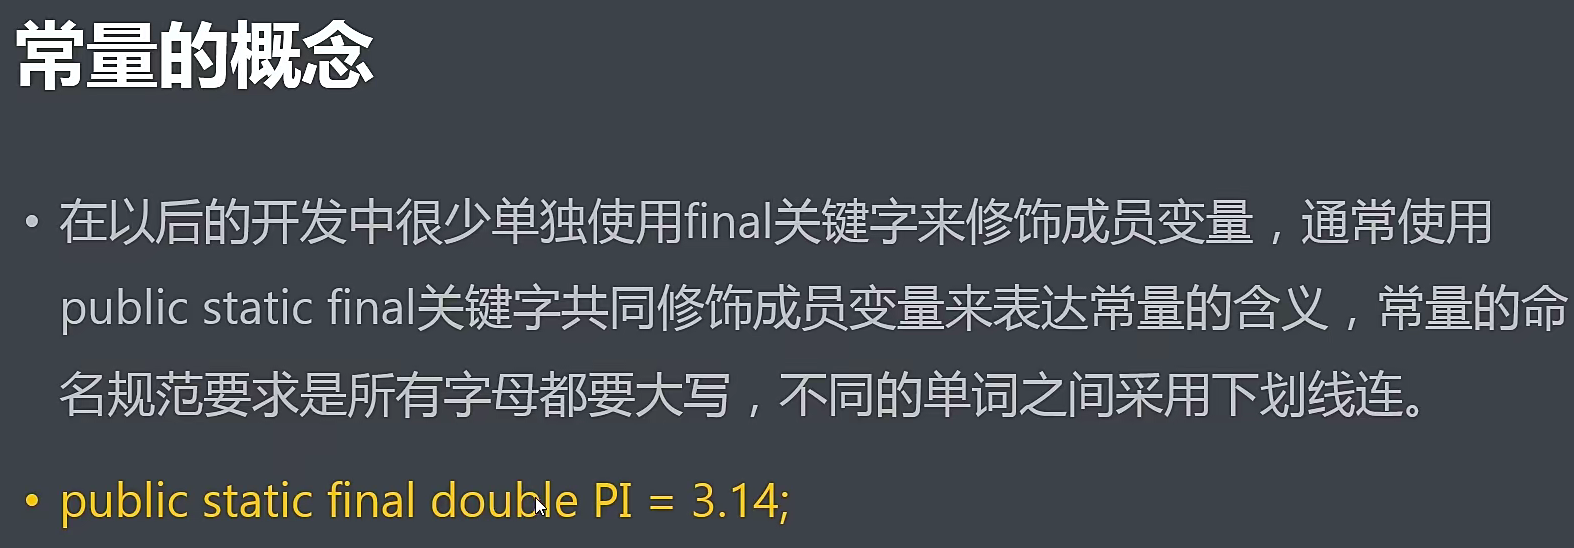 常量的概念
• 在以后的开发中很少单独使用final关键字来修饰成员变量，通常使用
public static final关键字共同修饰成员变量来表达常量的含义，常量的命
名规范要求是所有字母都要大写，不同的单词之间采用下划线连。
• public static final double PI = 3.14;